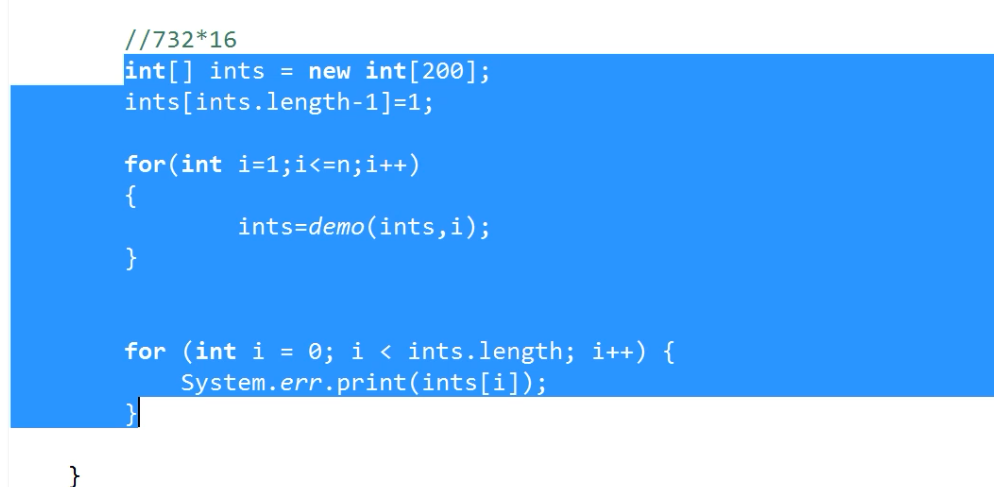 //732*16
int[] ints = new int[200];
ints[ints.length-1]=1;
for(int i=1;i<=n;i++)
{
ints=demo(ints,i);
}
for (int i = 0; i < ints.length; i++) {
System.err.print(ints[i]);
}
}